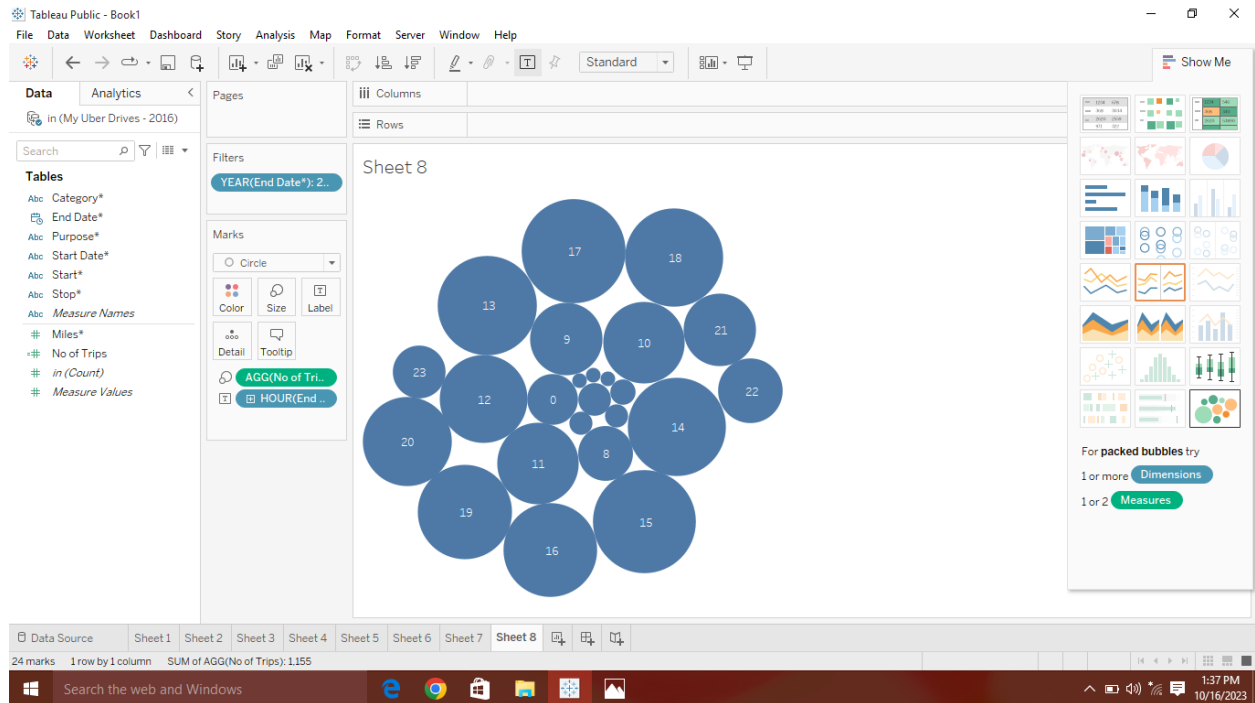 Tableau Public - Book1
File Data Worksheet Dashboard Story Analysis Map Format Server Window Help
Standard
Show Me
Data Analytics
in (My Uber Drives - 2016)
Search
Tables
Abc Category*
End Date*
Abc Purpose*
Abc Start Date*
Abc Start*
Abc Stop*
Abc Measure Names
# Miles*
=# No of Trips
# in (Count)
# Measure Values
Pages
Filters
YEAR(End Date*): 2..
Marks
Circle
Color Size Label
Detail Tooltip
AGG(No of Tri..
HOUR(End ..
Columns
Rows
Sheet 8
17
18
13
21
9
10
23
22
12
0
14
20
8
11
19
15
16
For packed bubbles try
1 or more Dimensions
1 or 2 Measures
Data Source Sheet 1 Sheet 2 Sheet 3 Sheet 4 Sheet 5 Sheet 6 Sheet 7 Sheet 8
24 marks 1 row by 1 column SUM of AGG(No of Trips): 1,155
Search the web and Windows
1:37 PM
10/16/2023